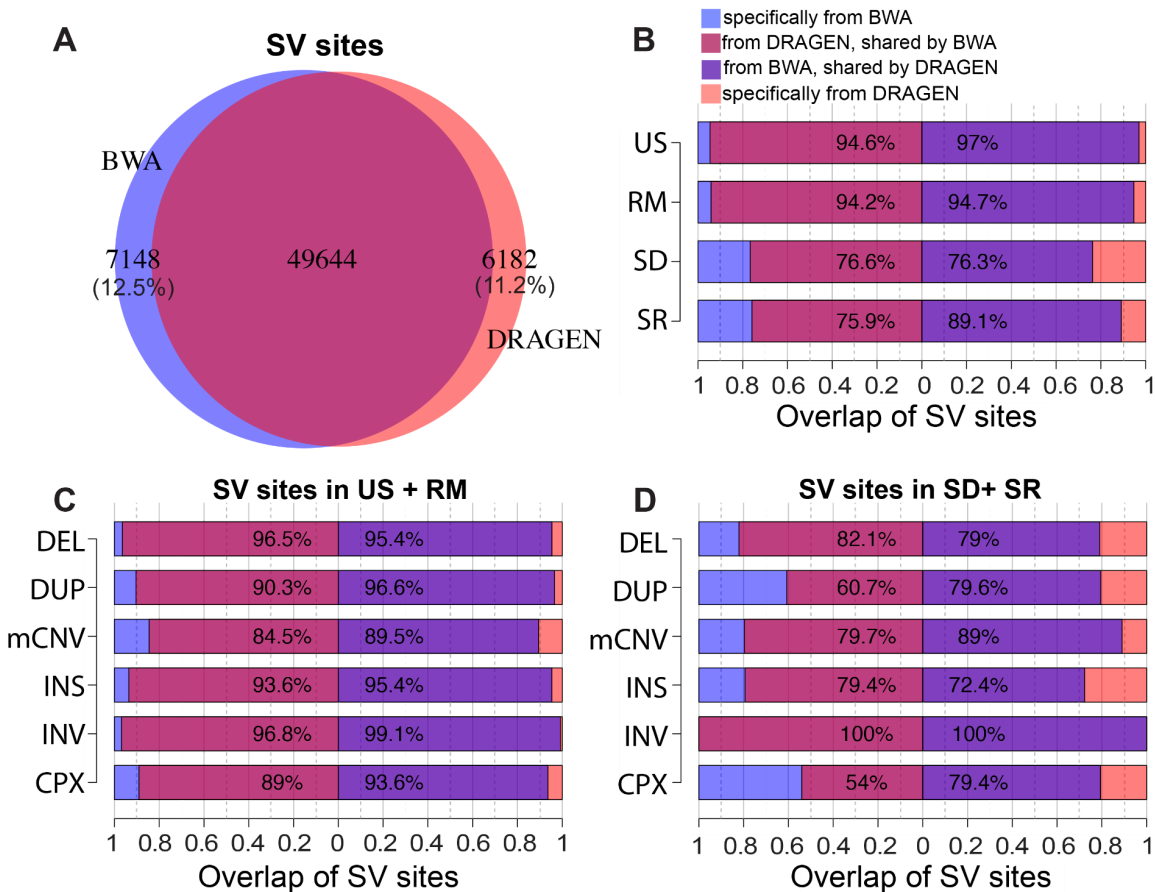 A
SV sites
BWA
7148
(12.5%)
49644
6182
(11.2%)
DRAGEN
B
specifically from BWA
from DRAGEN, shared by BWA
from BWA, shared by DRAGEN
specifically from DRAGEN
US 94.6% 97%
RM 94.2% 94.7%
SD 76.6% 76.3%
SR 75.9% 89.1%
1 0.8 0.6 0.4 0.2 0 0.2 0.4 0.6 0.8 1
Overlap of SV sites
C
SV sites in US + RM
DEL 96.5% 95.4%
DUP 90.3% 96.6%
mCNV 84.5% 89.5%
INS 93.6% 95.4%
INV 96.8% 99.1%
CPX 89% 93.6%
1 0.8 0.6 0.4 0.2 0 0.2 0.4 0.6 0.8 1
Overlap of SV sites
D
SV sites in SD+ SR
DEL 82.1% 79%
DUP 60.7% 79.6%
mCNV 79.7% 89%
INS 79.4% 72.4%
INV 100% 100%
CPX 54% 79.4%
1 0.8 0.6 0.4 0.2 0 0.2 0.4 0.6 0.8 1
Overlap of SV sites